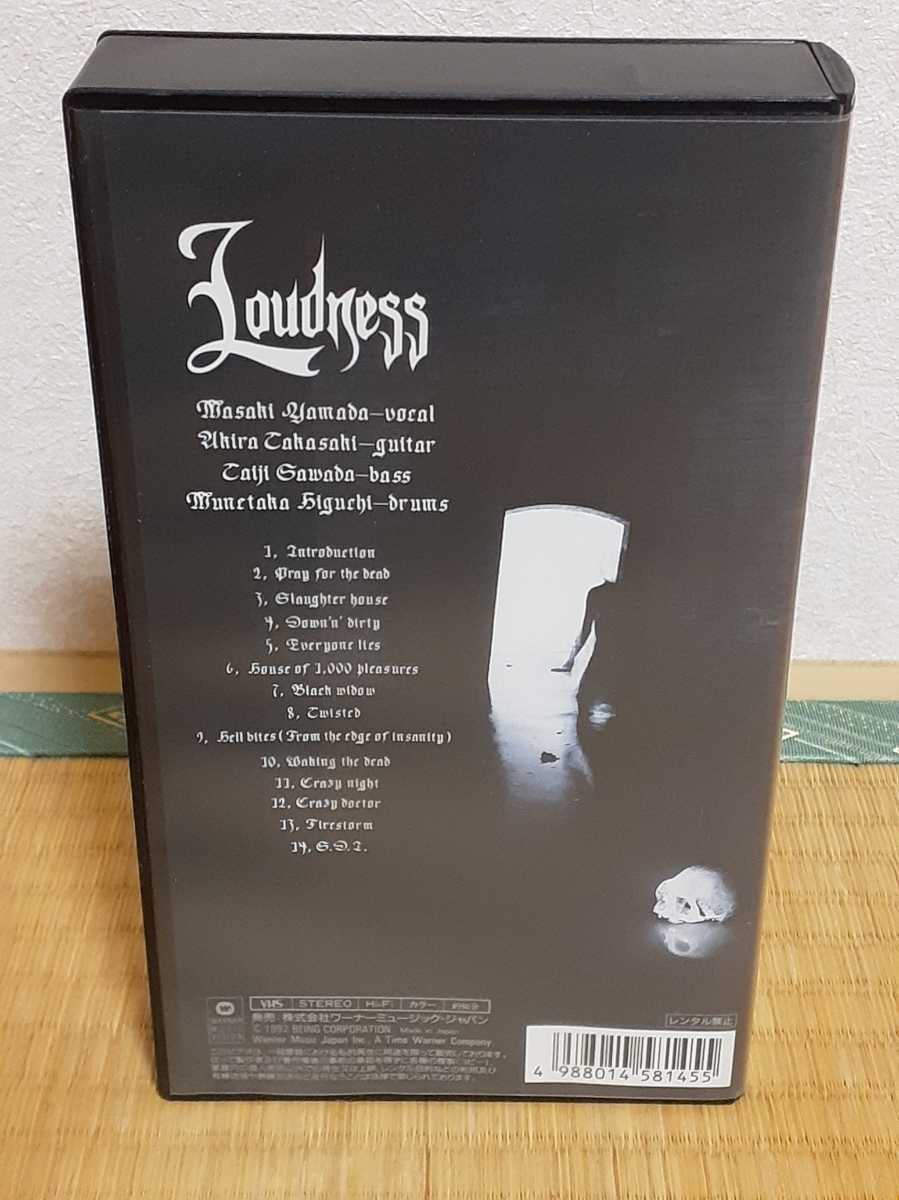 Loudness
Masaki Yamada-vocal
Akira Takasaki-guitar
Taiji Sawada-bass
Munetaka Higuchi-drums
1, Introduction
2, Pray for the dead
3, Slaughter house
4, Down'n' dirty
5, Everyone lies
6, House of 1,000 pleasures
7, Black widow
8, Twisted
9, Hell bites (From the edge of insanity)
10, Waking the dead
11, Crazy night
12, Crazy doctor
13, Firestorm
14, S.D.I.
VHS STEREO Hi-Fi カラー
発売 株式会社ワーナーミュージック・ジャパン
© 1992 BEING CORPORATION Made in Japan
Warner Music Japan Inc. A Time Warner Company
レンタル禁止
4 988014 581455